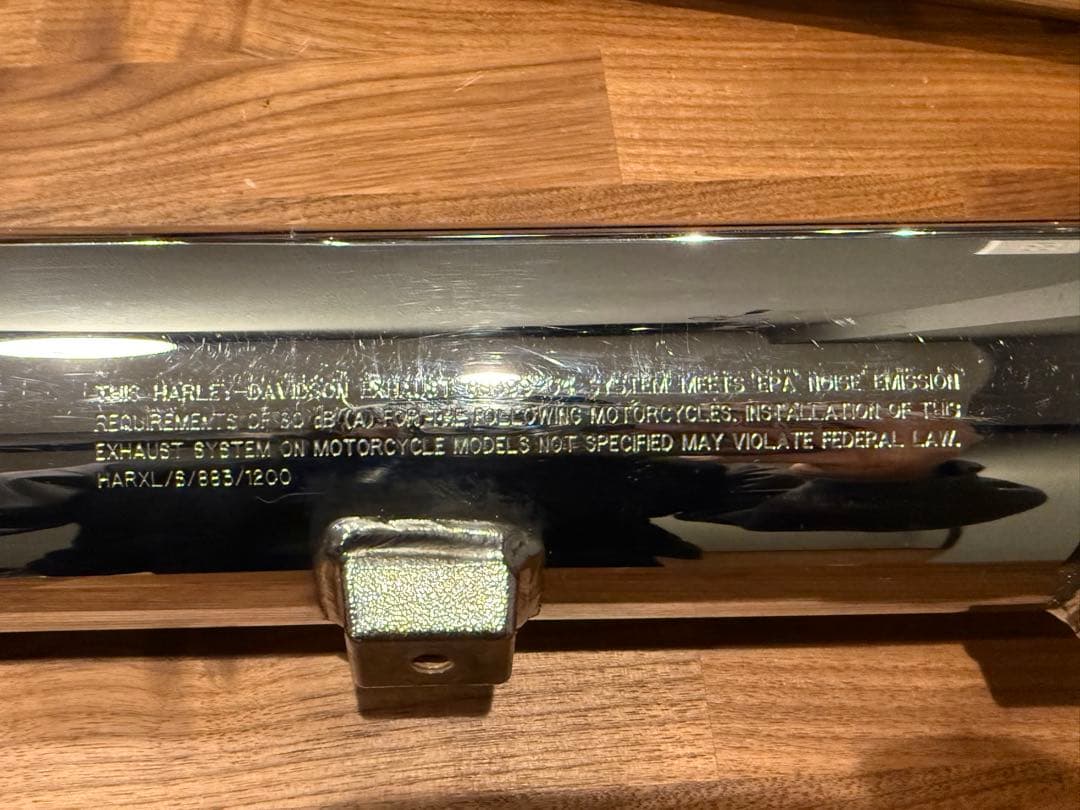 THIS HARLEY-DAVIDSON EXHAUST SYSTEM MEETS EPA NOISE EMISSION
REQUIREMENTS OF 80 dB (A) FOR THE FOLLOWING MOTORCYCLES. INSTALLATION OF THIS
EXHAUST SYSTEM ON MOTORCYCLE MODELS NOT SPECIFIED MAY VIOLATE FEDERAL LAW.
HARXL/S/883/1200